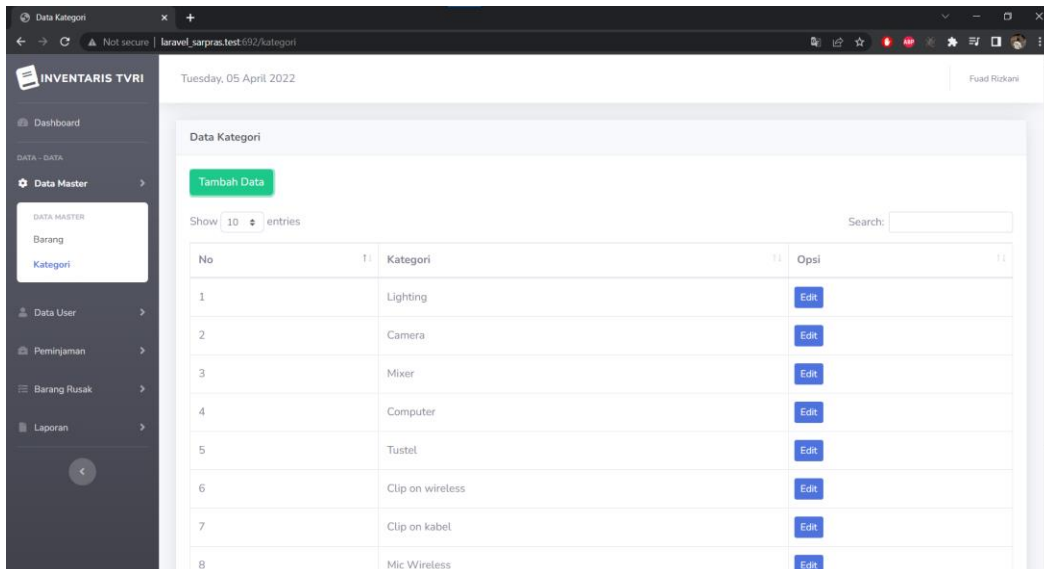 Data Kategori
Not secure | laravel_sarpras.test:692/kategori
ABP
INVENTARIS TVRI
Tuesday, 05 April 2022
Fuad Rizkani
Dashboard
DATA - DATA
Data Master
DATA MASTER
Barang
Kategori
Data User
Peminjaman
Barang Rusak
Laporan
Data Kategori
Tambah Data
Show 10 entries
Search:
No Kategori Opsi
1 Lighting Edit
2 Camera Edit
3 Mixer Edit
4 Computer Edit
5 Tustel Edit
6 Clip on wireless Edit
7 Clip on kabel Edit
8 Mic Wireless Edit